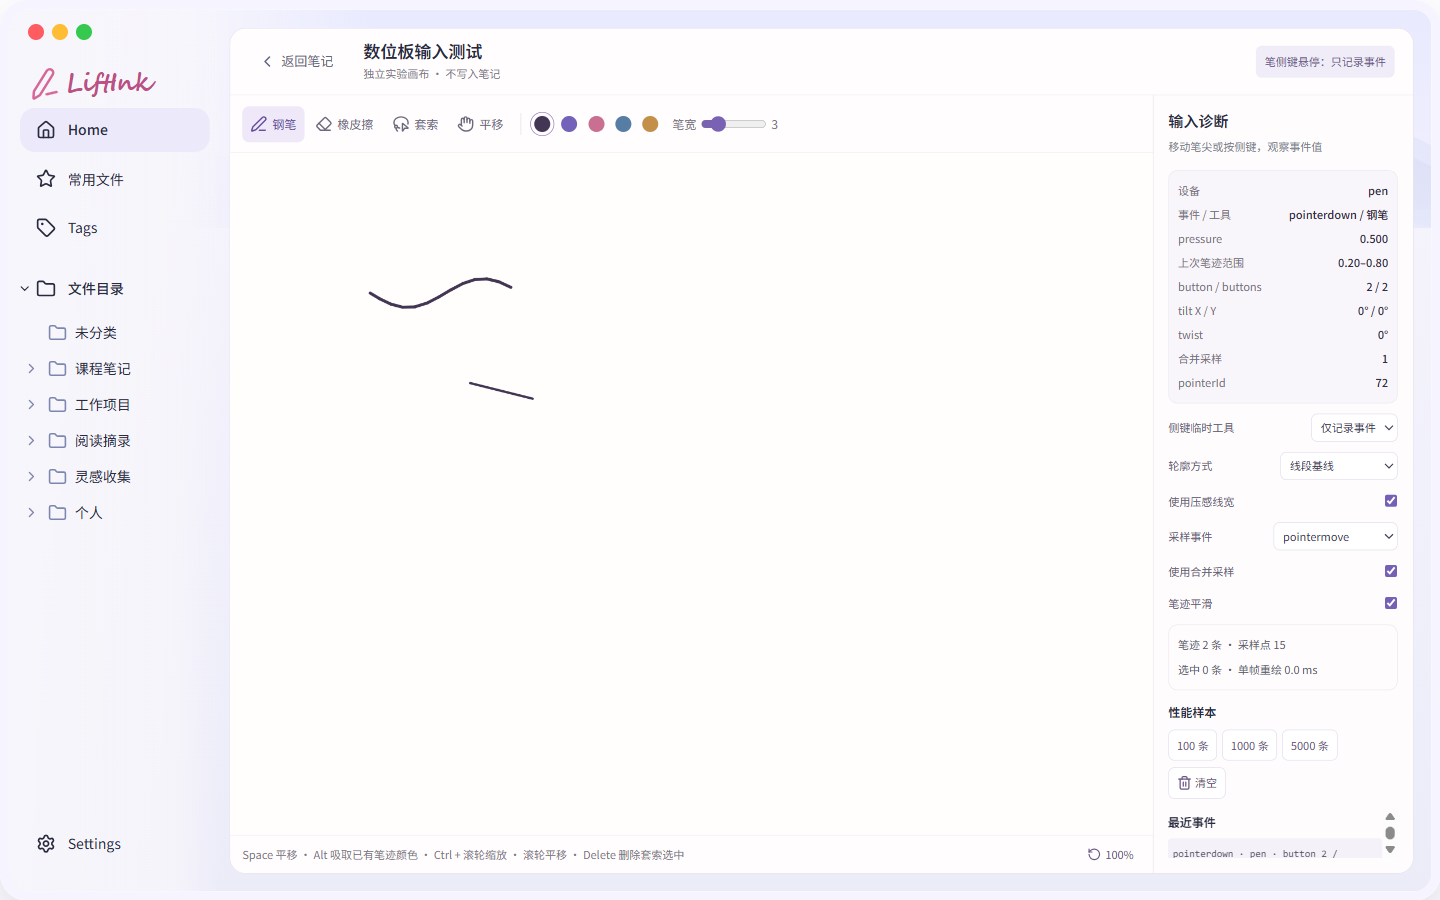 LiftInk
Home
常用文件
Tags
文件目录
未分类
课程笔记
工作项目
阅读摘录
灵感收集
个人
Settings
返回笔记
数位板输入测试
独立实验画布 · 不写入笔记
笔侧键悬停：只记录事件
钢笔
橡皮擦
套索
平移
笔宽
3
Space 平移 · Alt 吸取已有笔迹颜色 · Ctrl + 滚轮缩放 · 滚轮平移 · Delete 删除套索选中
100%
输入诊断
移动笔尖或按侧键，观察事件值
设备 pen
事件 / 工具 pointerdown / 钢笔
pressure 0.500
上次笔迹范围 0.20–0.80
button / buttons 2 / 2
tilt X / Y 0° / 0°
twist 0°
合并采样 1
pointerId 72
侧键临时工具 仅记录事件
轮廓方式 线段基线
使用压感线宽
采样事件 pointermove
使用合并采样
笔迹平滑
笔迹 2 条 · 采样点 15
选中 0 条 · 单帧重绘 0.0 ms
性能样本
100 条
1000 条
5000 条
清空
最近事件
pointerdown · pen · button 2 /